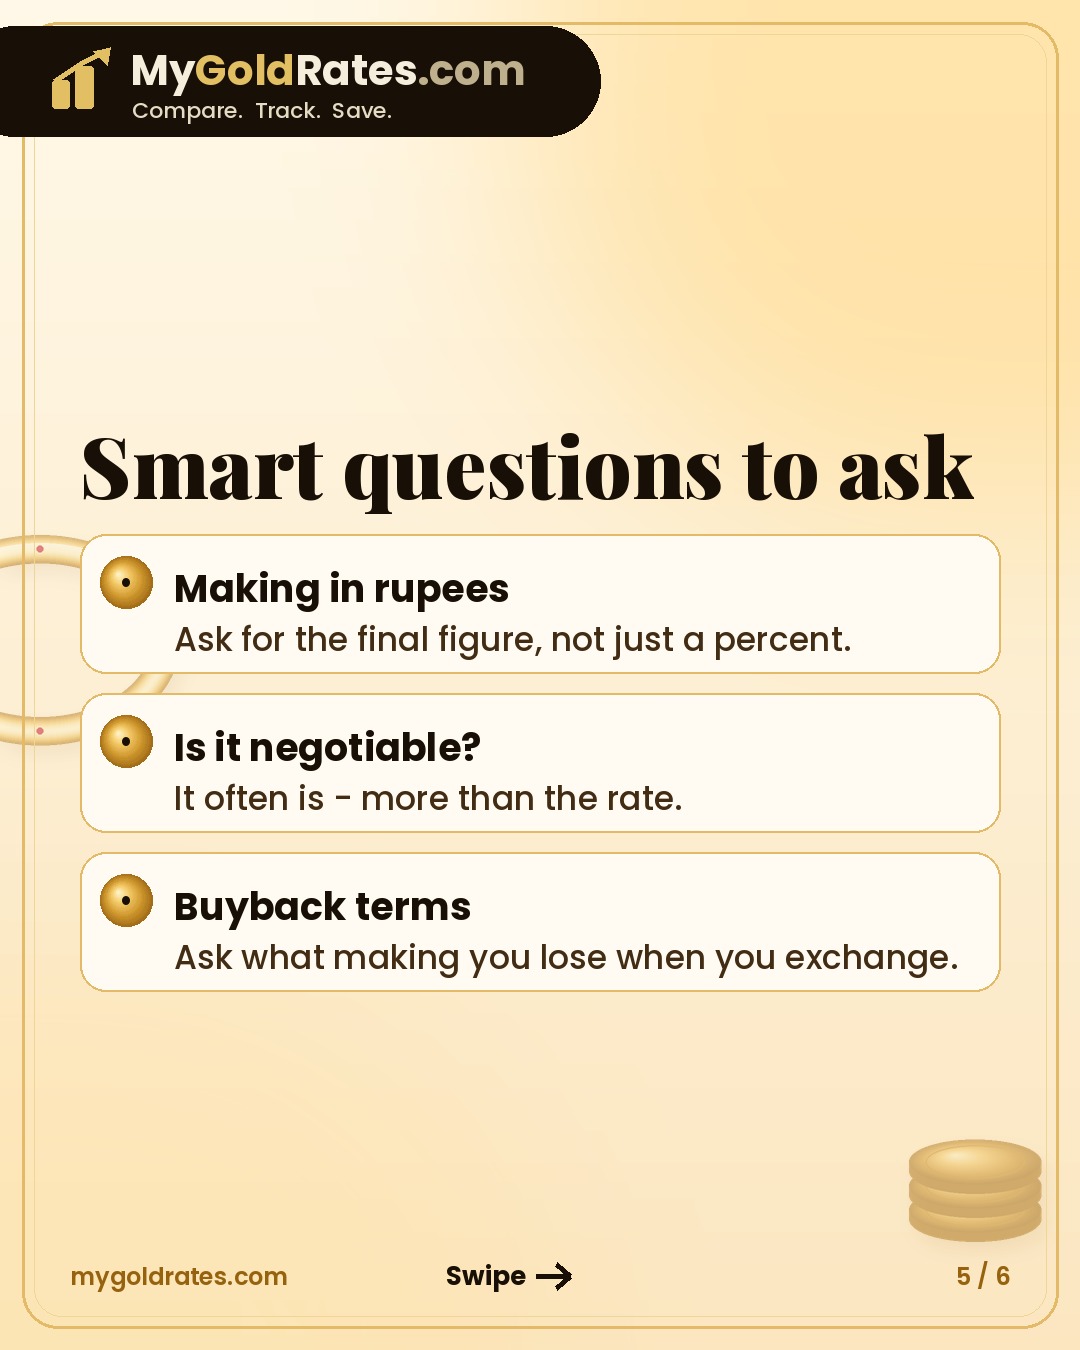 MyGoldRates.com
Compare. Track. Save.
Smart questions to ask
Making in rupees
Ask for the final figure, not just a percent.
Is it negotiable?
It often is - more than the rate.
Buyback terms
Ask what making you lose when you exchange.
mygoldrates.com
Swipe →
5 / 6